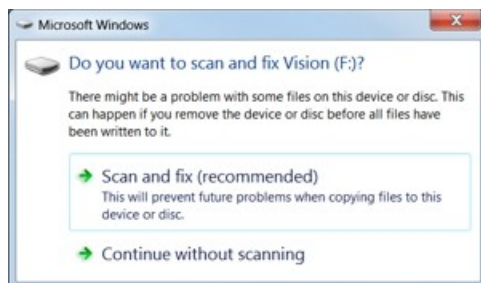 Microsoft Windows
Do you want to scan and fix Vision (F:)?
There might be a problem with some files on this device or disc. This
can happen if you remove the device or disc before all files have
been written to it.
Scan and fix (recommended)
This will prevent future problems when copying files to this
device or disc.
Continue without scanning